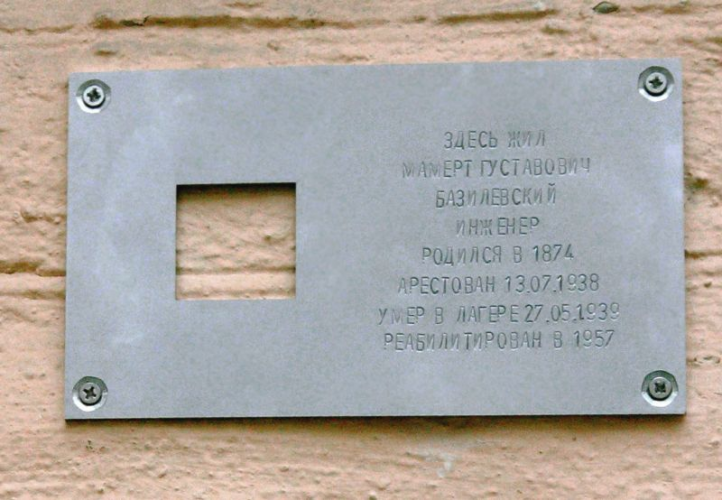 ЗДЕСЬ ЖИЛ
МАМЕРТ ГУСТАВОВИЧ
БАЗИЛЕВСКИЙ
ИНЖЕНЕР
РОДИЛСЯ В 1874
АРЕСТОВАН 13.07.1938
УМЕР В ЛАГЕРЕ 27.05.1939
РЕАБИЛИТИРОВАН В 1957